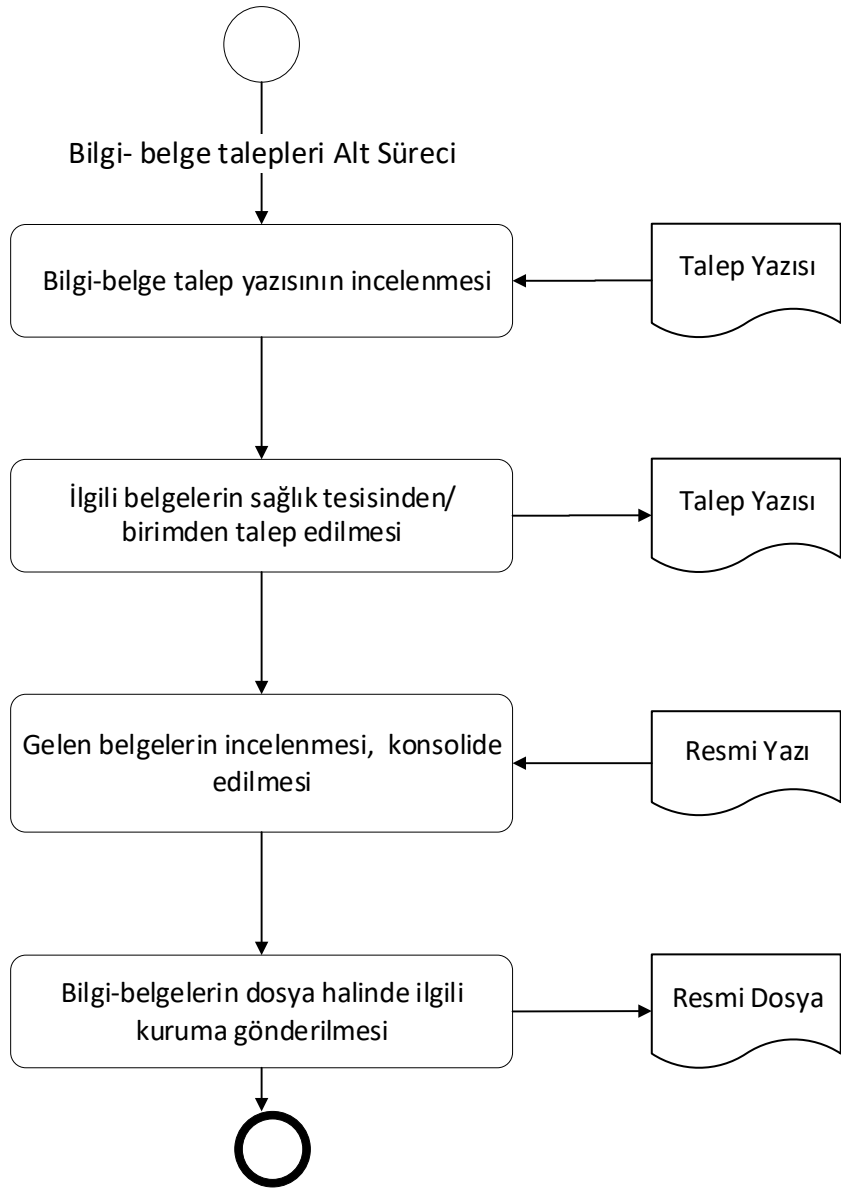 Bilgi- belge talepleri Alt Süreci
Bilgi-belge talep yazısının incelenmesi
Talep Yazısı
İlgili belgelerin sağlık tesisinden/
birimden talep edilmesi
Talep Yazısı
Gelen belgelerin incelenmesi, konsolide
edilmesi
Resmi Yazı
Bilgi-belgelerin dosya halinde ilgili
kuruma gönderilmesi
Resmi Dosya